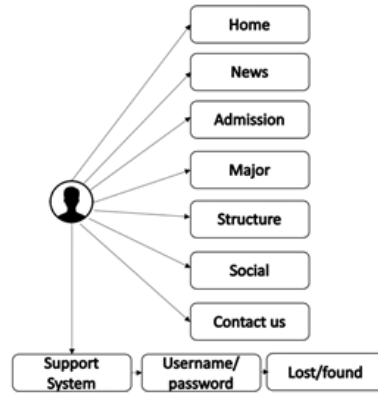 Home
News
Admission
Major
Structure
Social
Contact us
Support
System
Username/
password
Lost/found